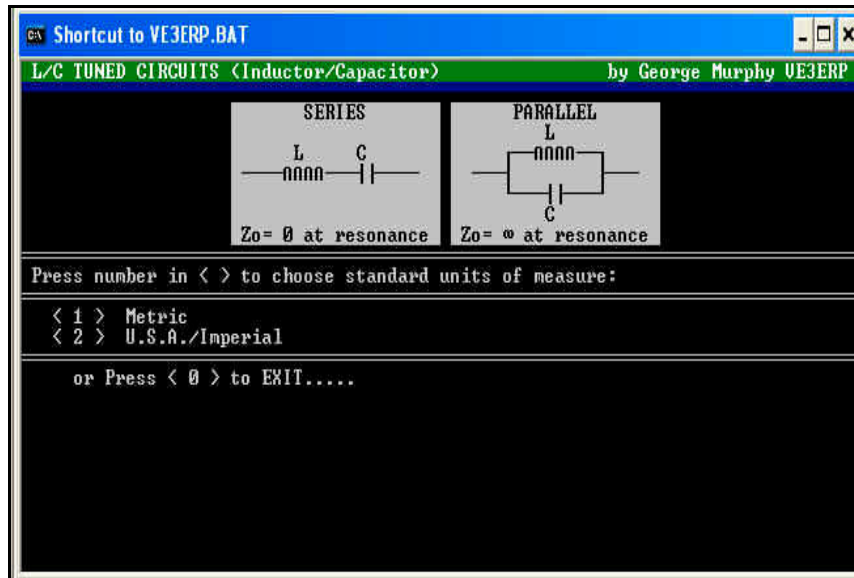 Shortcut to VE3ERP.BAT
L/C TUNED CIRCUITS (Inductor/Capacitor) by George Murphy VE3ERP
SERIES
L C
Zo= 0 at resonance
PARALLEL
L
C
Zo= ∞ at resonance
Press number in < > to choose standard units of measure:
< 1 > Metric
< 2 > U.S.A./Imperial
or Press < 0 > to EXIT.....